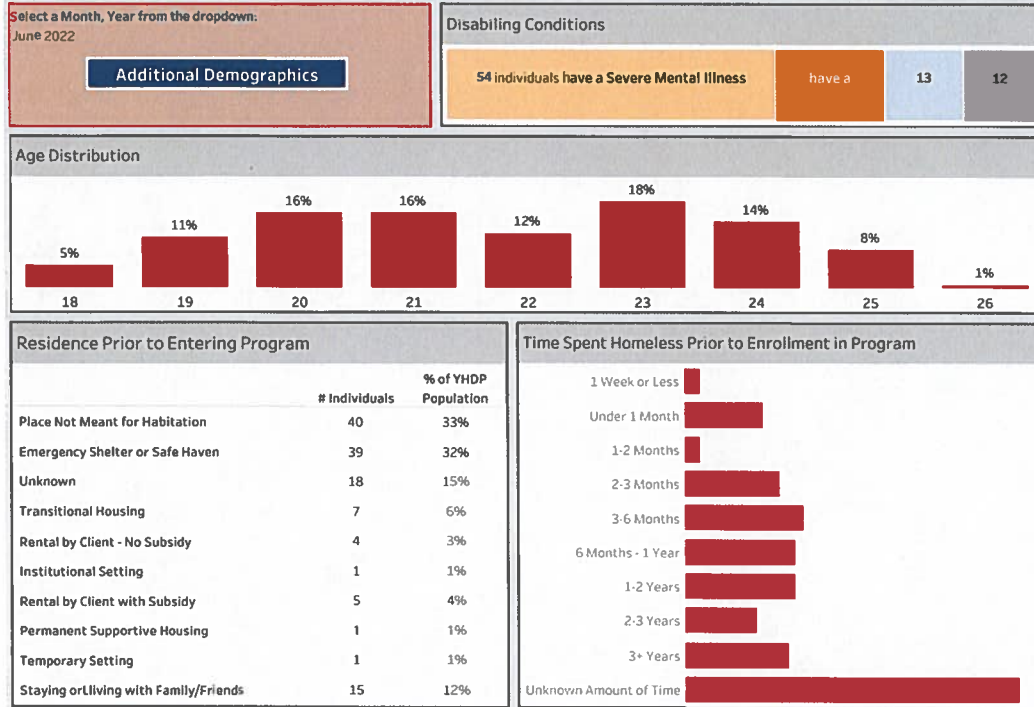 Select a Month, Year from the dropdown:
June 2022
Additional Demographics
Disabling Conditions
54 individuals have a Severe Mental Illness
have a
13
12
Age Distribution
5%
11%
16%
16%
12%
18%
14%
8%
1%
18
19
20
21
22
23
24
25
26
Residence Prior to Entering Program
# Individuals
% of YHDP
Population
Place Not Meant for Habitation 40 33%
Emergency Shelter or Safe Haven 39 32%
Unknown 18 15%
Transitional Housing 7 6%
Rental by Client - No Subsidy 4 3%
Institutional Setting 1 1%
Rental by Client with Subsidy 5 4%
Permanent Supportive Housing 1 1%
Temporary Setting 1 1%
Staying orLliving with Family/Friends 15 12%
Time Spent Homeless Prior to Enrollment in Program
1 Week or Less
Under 1 Month
1-2 Months
2-3 Months
3-6 Months
6 Months - 1 Year
1-2 Years
2-3 Years
3+ Years
Unknown Amount of Time